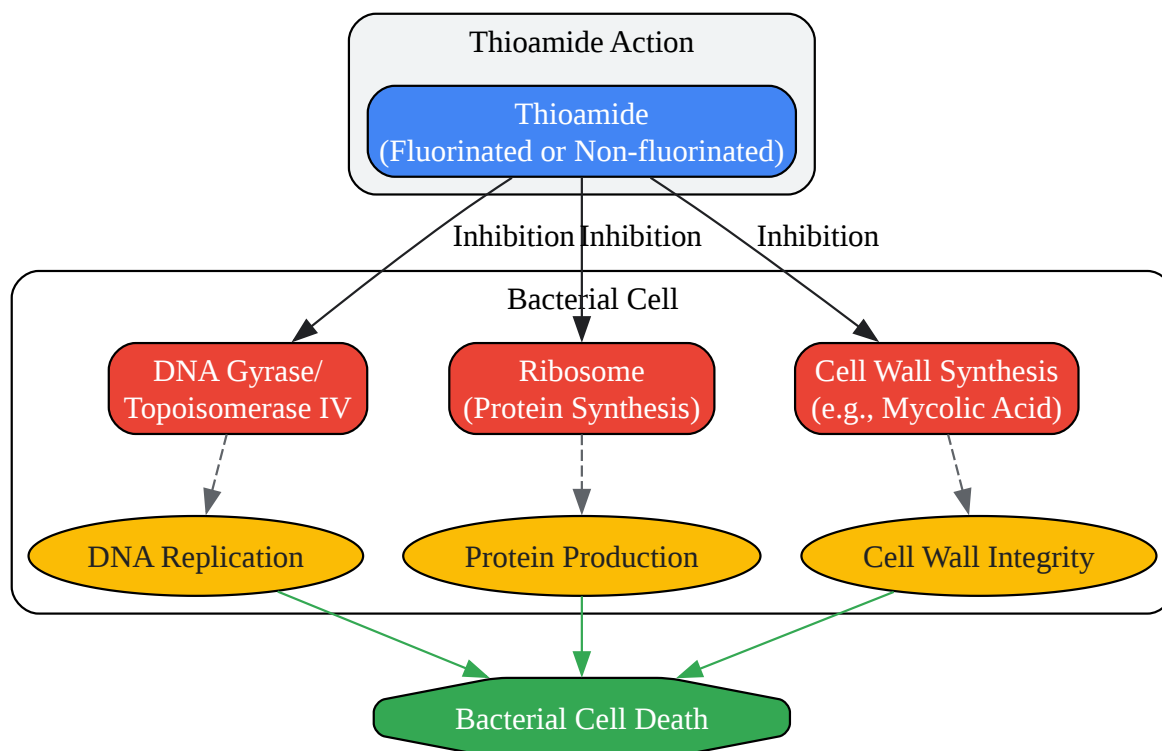 Thioamide Action
Thioamide
(Fluorinated or Non-fluorinated)
Inhibition
Inhibition
Inhibition
Bacterial Cell
DNA Gyrase/
Topoisomerase IV
Ribosome
(Protein Synthesis)
Cell Wall Synthesis
(e.g., Mycolic Acid)
DNA Replication
Protein Production
Cell Wall Integrity
Bacterial Cell Death